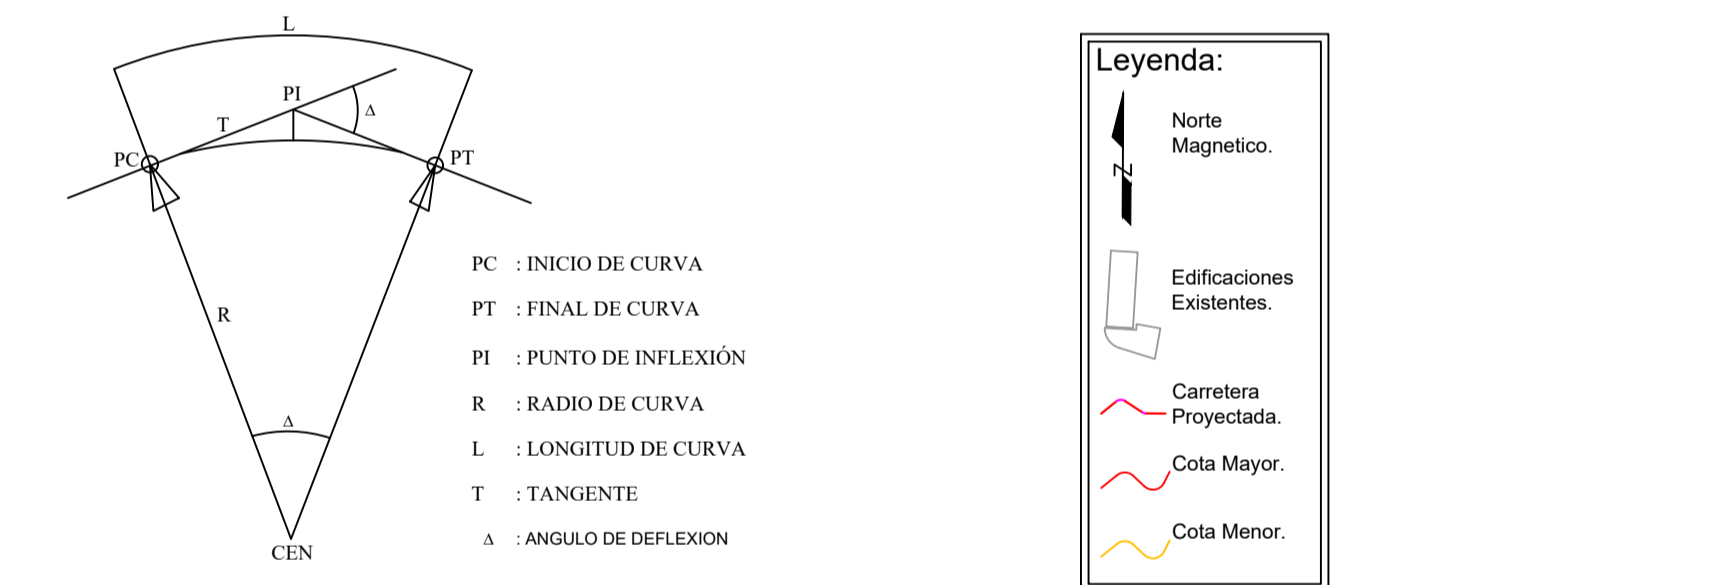 L
PI
Δ
T
PC
PT
R
Δ
CEN
PC : INICIO DE CURVA
PT : FINAL DE CURVA
PI : PUNTO DE INFLEXIÓN
R : RADIO DE CURVA
L : LONGITUD DE CURVA
T : TANGENTE
Δ : ANGULO DE DEFLEXION
Leyenda:
N
Norte
Magnetico.
Edificaciones
Existentes.
Carretera
Proyectada.
Cota Mayor.
Cota Menor.